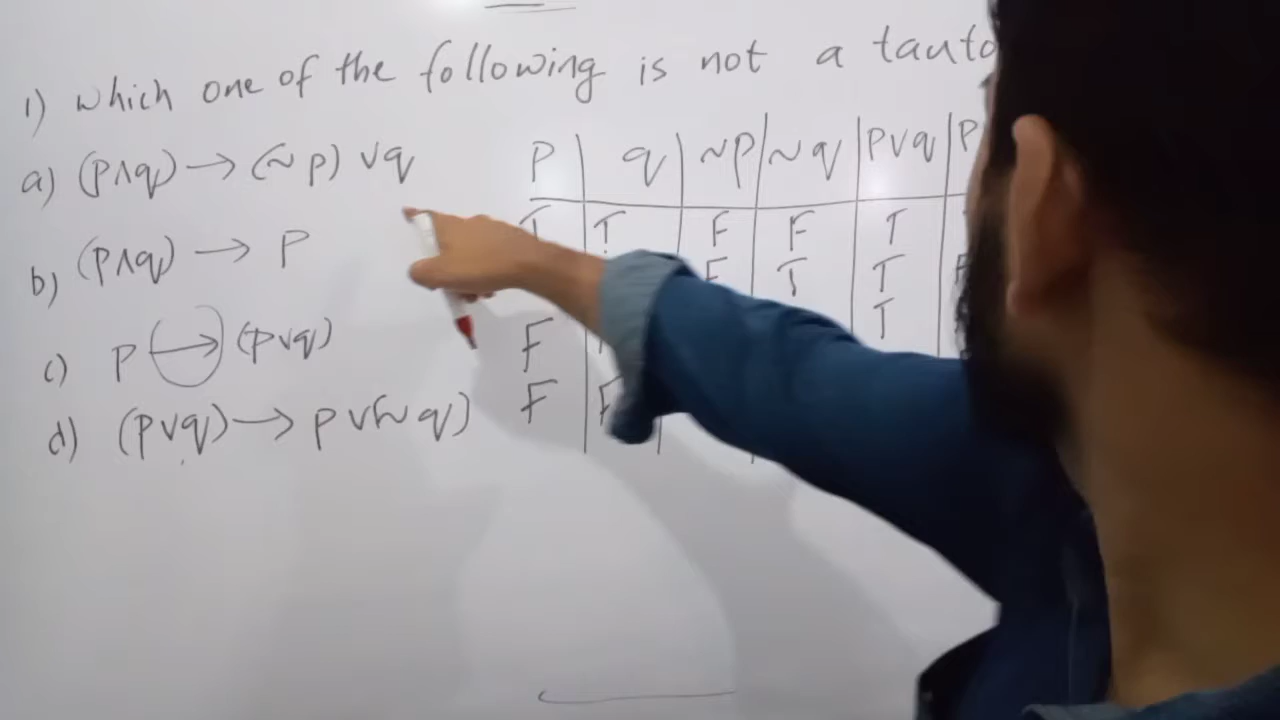 1) which one of the following is not a tauto
a) (p∧q) → (~p) ∨q
b) (p∧q) → P
c) P → (p∨q)
d) (p∨q) → p∨(~q)
P | q | ~p | ~q | p∨q | P
T T F F T
F T T
F T
F F